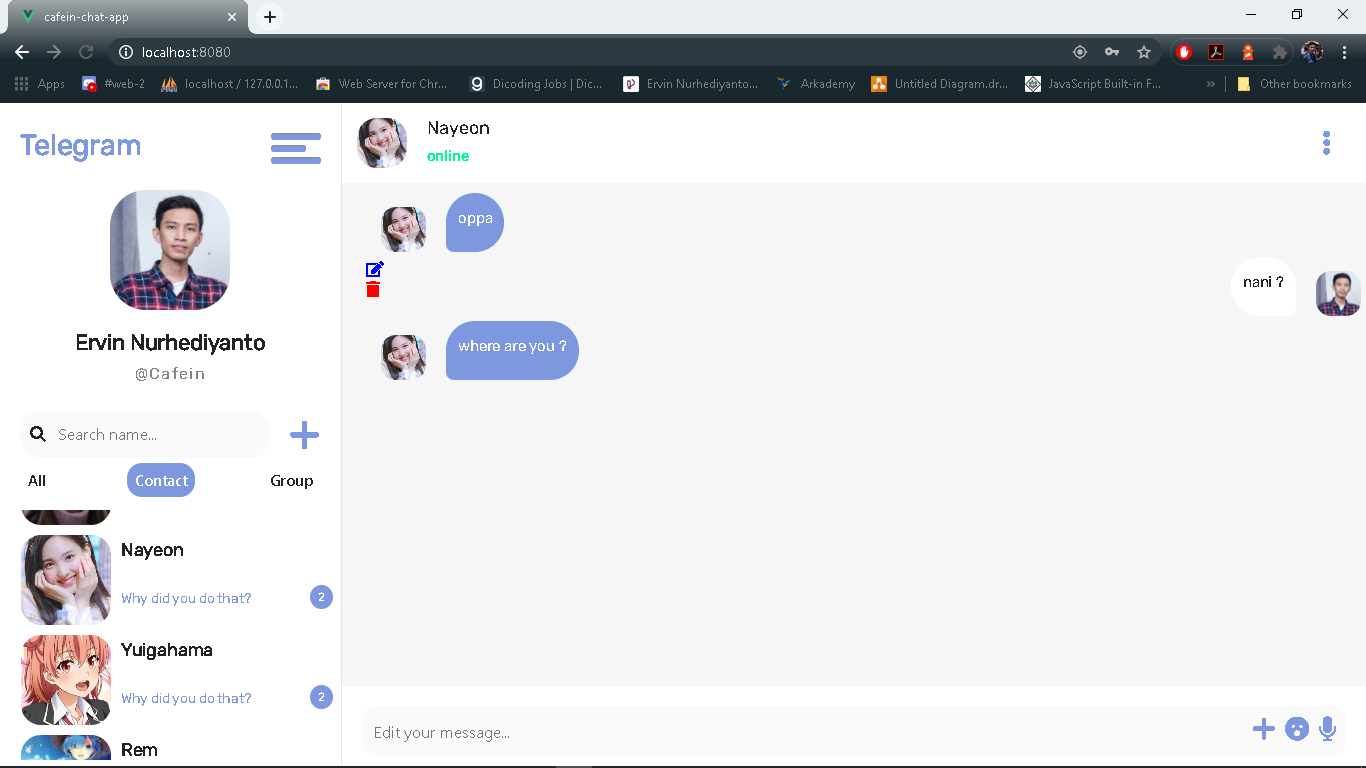 cafein-chat-app
localhost:8080
Apps
#web-2
localhost / 127.0.0.1...
Web Server for Chr...
Dicoding Jobs | Dic...
Ervin Nurhediyanto...
Arkademy
Untitled Diagram.dr...
JavaScript Built-in F...
»
Other bookmarks
Telegram
Ervin Nurhediyanto
@Cafein
Search name...
All
Contact
Group
Nayeon
Why did you do that?
2
Yuigahama
Why did you do that?
2
Rem
Nayeon
online
oppa
nani ?
where are you ?
Edit your message...